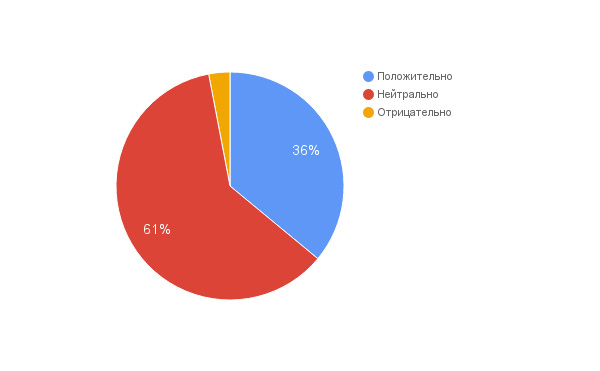 Положительно
Нейтрально
Отрицательно
36%
61%